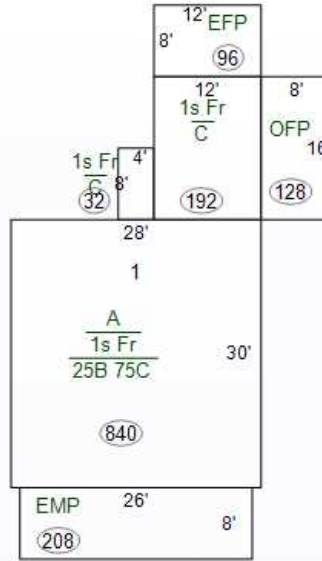 12' EFP
8'
96
12' 8'
1s Fr
C
OFP
16
1s Fr 4'
C 8'
32
192
128
28'
1
A
1s Fr
25B 75C
30'
840
EMP 26'
8'
208